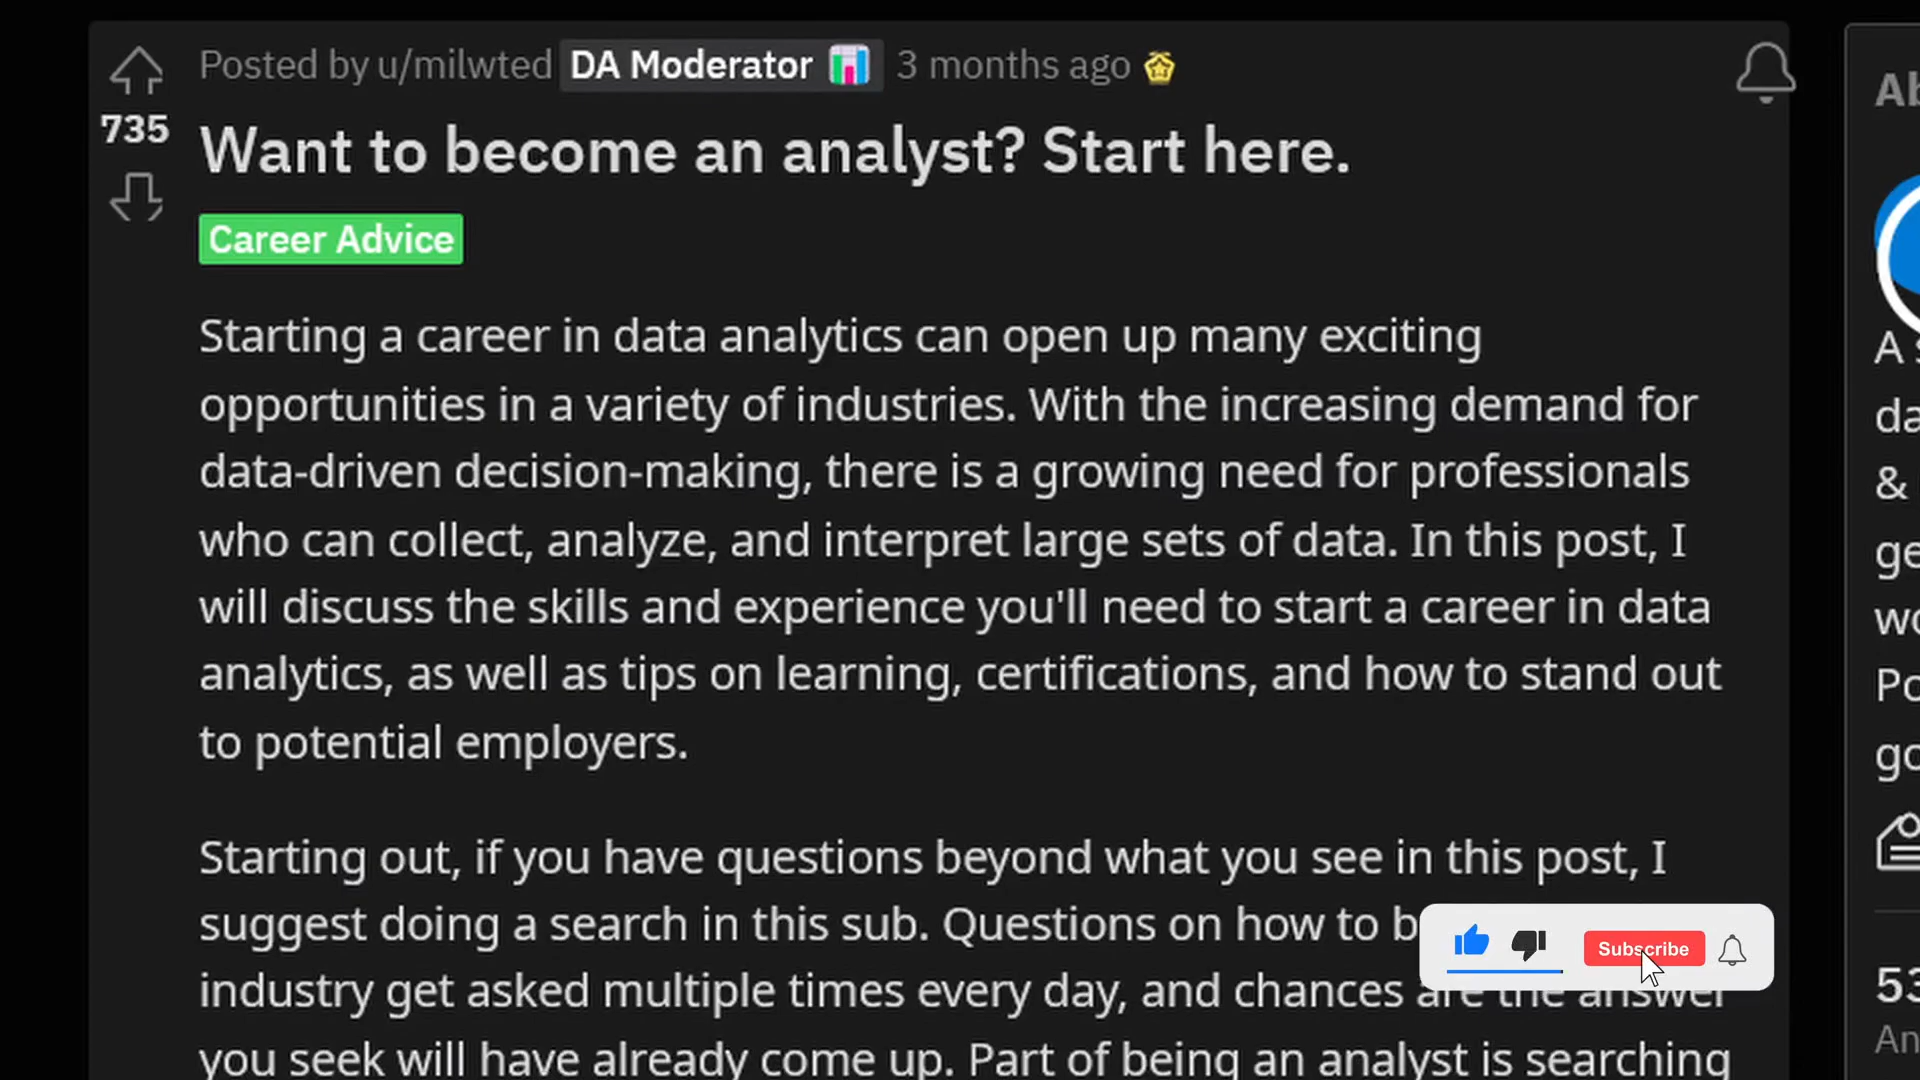 Posted by u/milwted DA Moderator 3 months ago
735
Want to become an analyst? Start here.
Career Advice
Starting a career in data analytics can open up many exciting
opportunities in a variety of industries. With the increasing demand for
data-driven decision-making, there is a growing need for professionals
who can collect, analyze, and interpret large sets of data. In this post, I
will discuss the skills and experience you'll need to start a career in data
analytics, as well as tips on learning, certifications, and how to stand out
to potential employers.
Starting out, if you have questions beyond what you see in this post, I
suggest doing a search in this sub. Questions on how to
industry get asked multiple times every day, and chances are the answer
you seek will have already come up. Part of being an analyst is searching
Subscribe
A
&
53